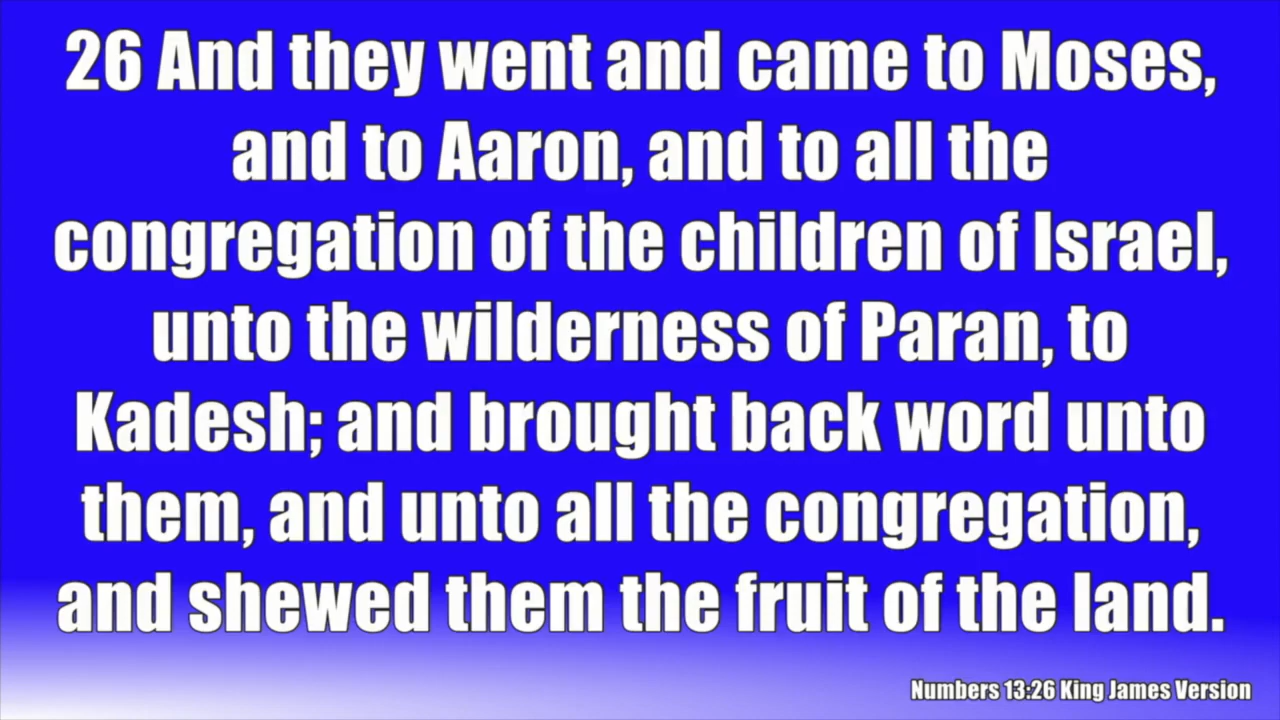 26 And they went and came to Moses,
and to Aaron, and to all the
congregation of the children of Israel,
unto the wilderness of Paran, to
Kadesh; and brought back word unto
them, and unto all the congregation,
and shewed them the fruit of the land.
Numbers 13:26 King James Version